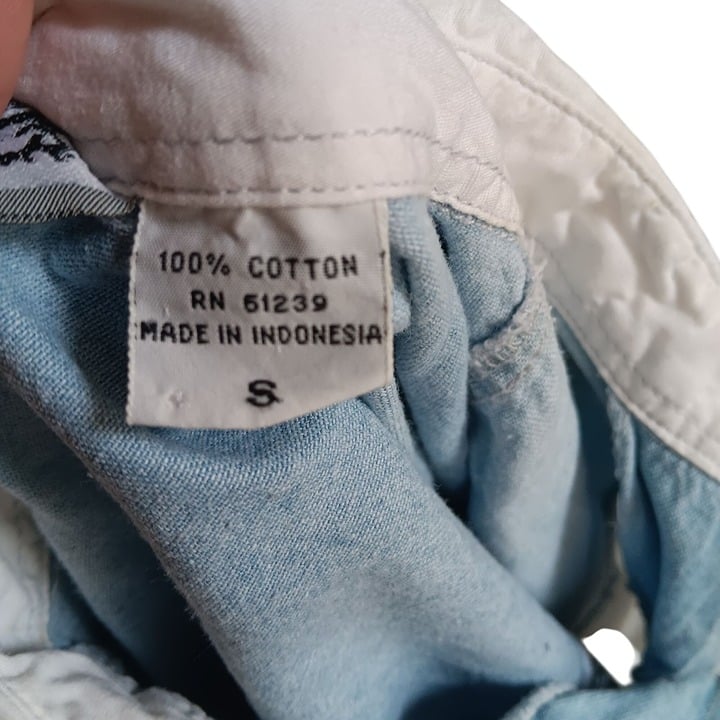 100% COTTON
RN 61239
MADE IN INDONESIA
S